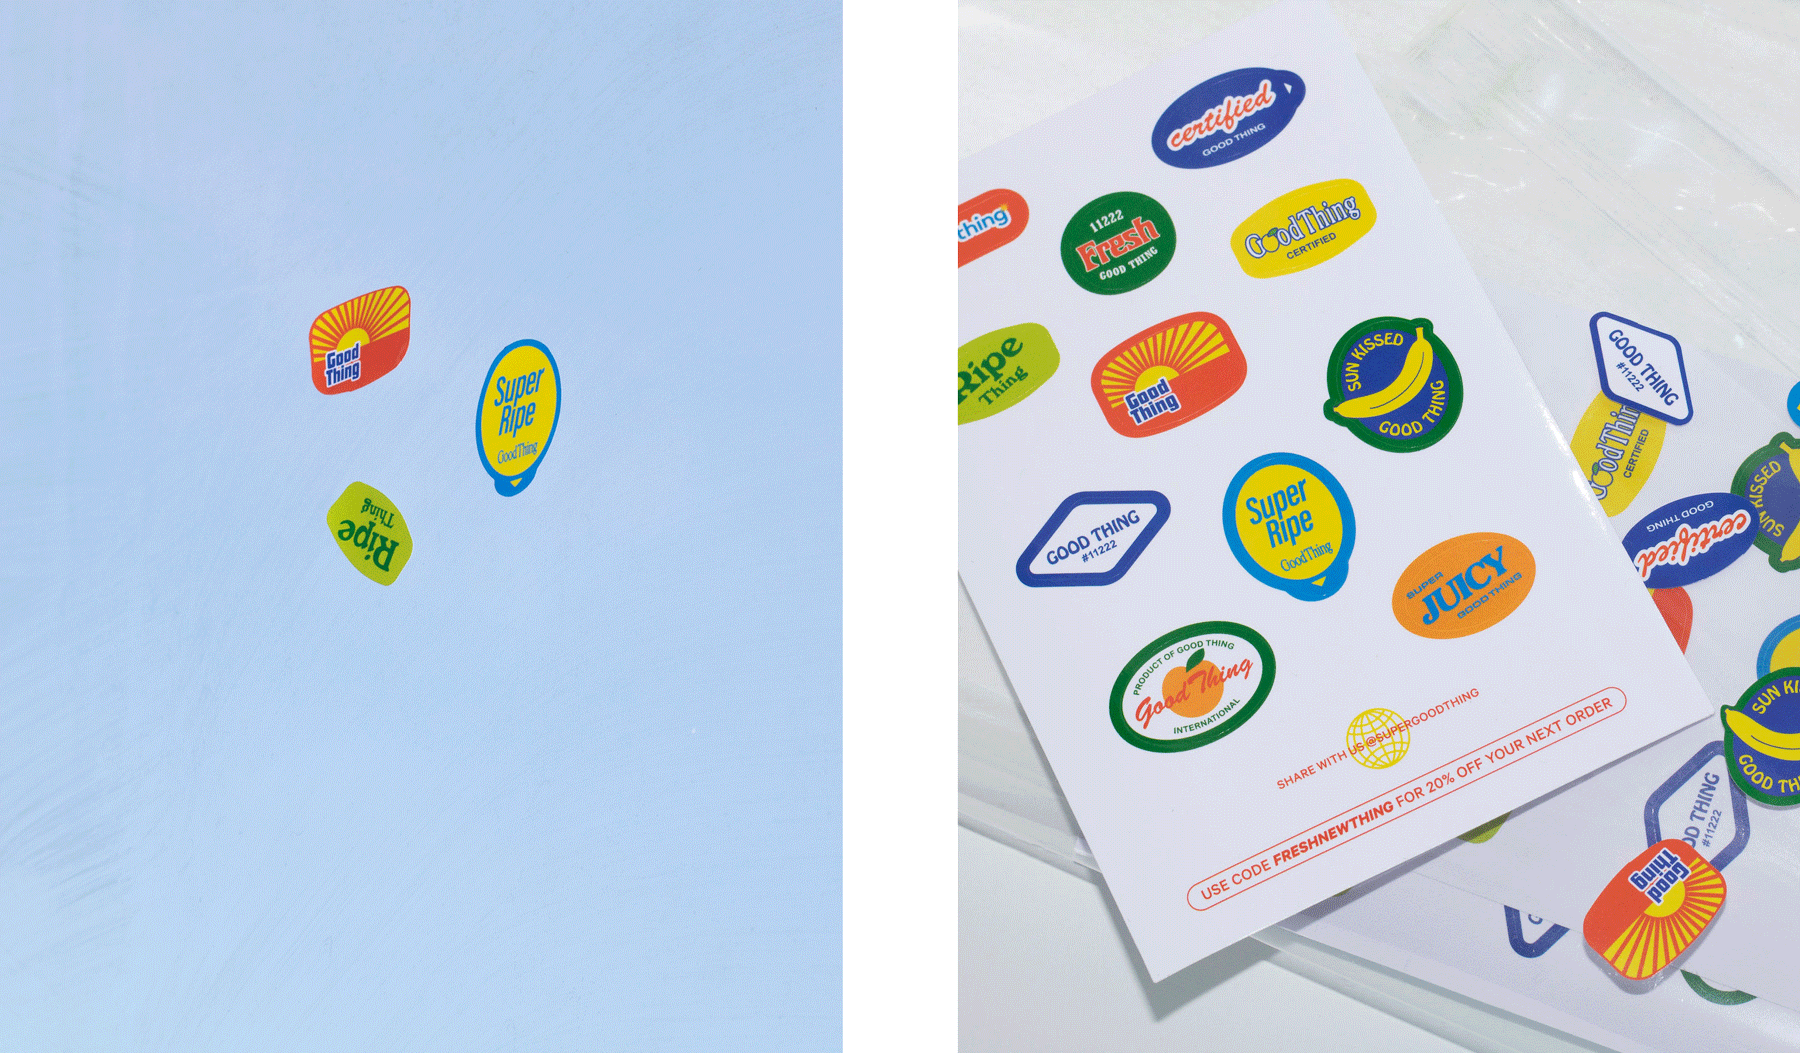 Good
Thing
Super
Ripe
GoodThing
Ripe
Thing
certified
GOOD THING
thing
11222
Fresh
GOOD THING
GoodThing
CERTIFIED
Ripe
Thing
Good
Thing
SUN KISSED
GOOD THING
GOOD THING
#11222
Super
Ripe
GoodThing
SUPER
JUICY
GOOD THING
PRODUCT OF GOOD THING
Good Thing
INTERNATIONAL
SHARE WITH US @SUPERGOODTHING
USE CODE FRESHNEWTHING FOR 20% OFF YOUR NEXT ORDER
GOOD THING
#11222
GoodThin
CERTIFIED
SUN KISSED
certified
GOOD THING
SUN KI
GOOD TH
OD THING
#11222
Good
Thing